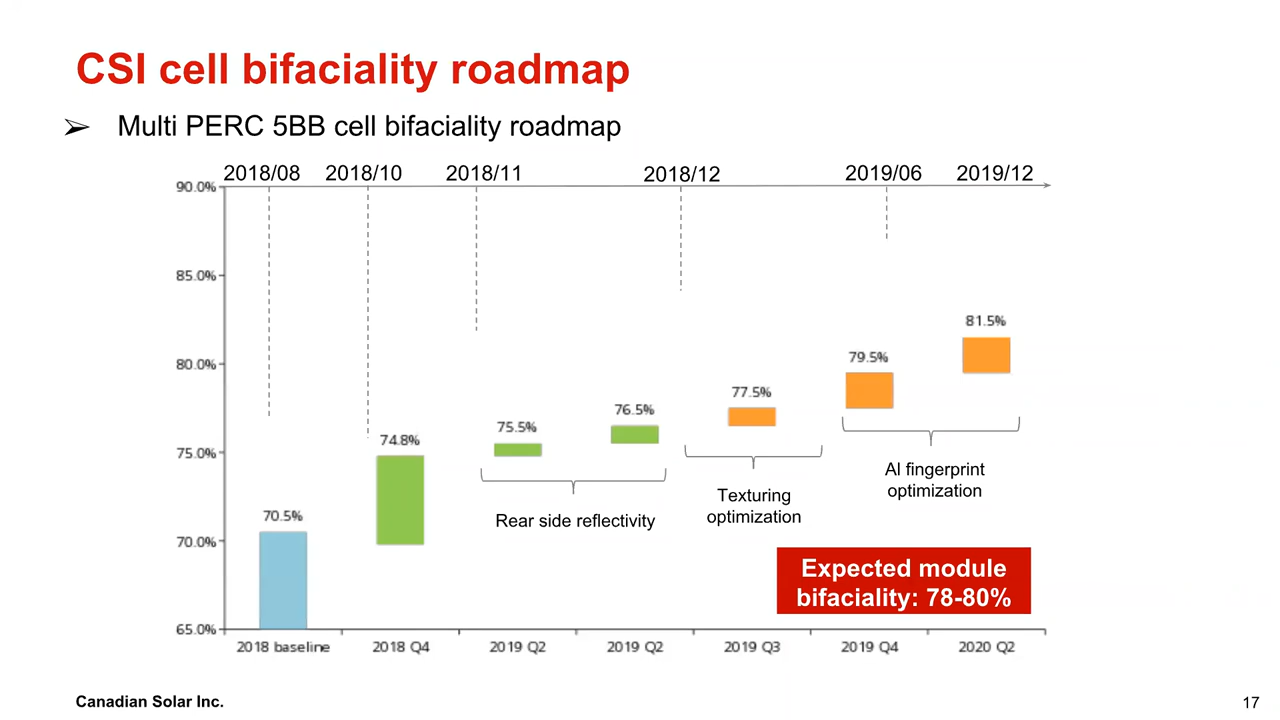 CSI cell bifaciality roadmap
➢ Multi PERC 5BB cell bifaciality roadmap
2018/08 2018/10 2018/11 2018/12 2019/06 2019/12
90.0%
85.0%
81.5%
80.0%
79.5%
77.5%
76.5%
75.5%
74.8%
75.0%
AI fingerprint
optimization
Texturing
optimization
Rear side reflectivity
70.5%
70.0%
Expected module
bifaciality: 78-80%
65.0%
2018 baseline 2018 Q4 2019 Q2 2019 Q2 2019 Q3 2019 Q4 2020 Q2
Canadian Solar Inc.
17